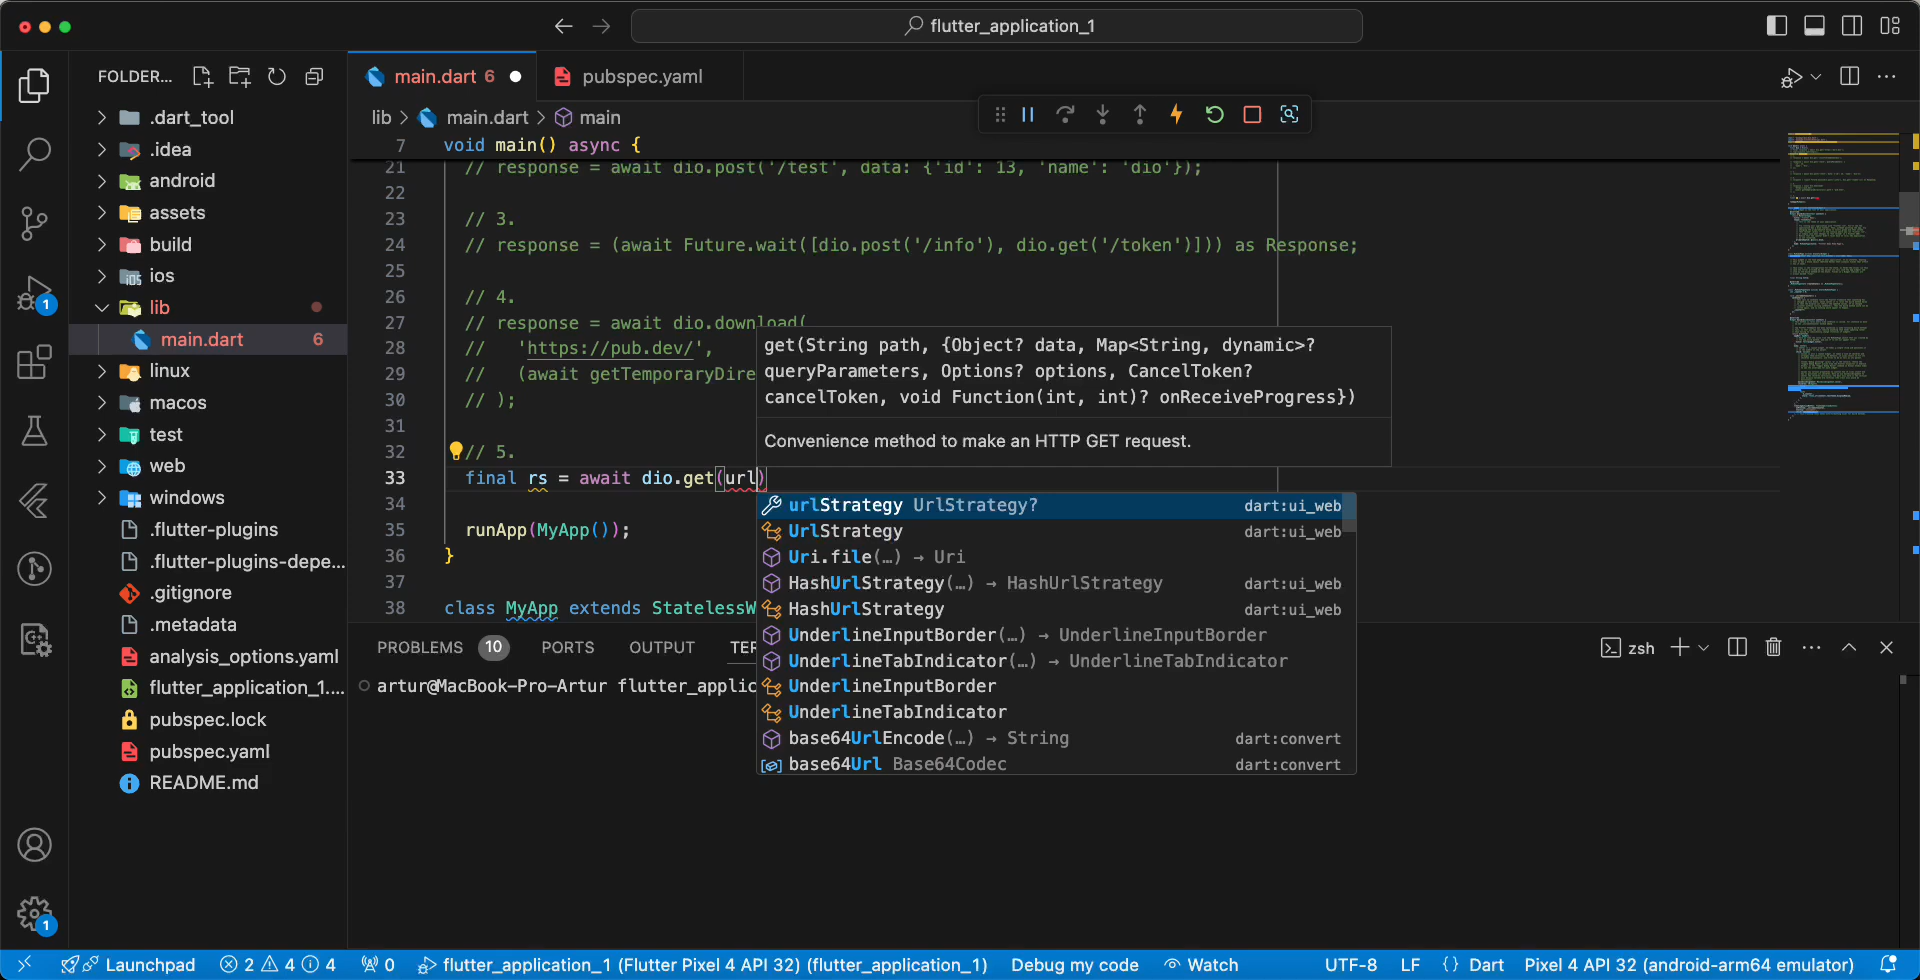 flutter_application_1
FOLDER...
main.dart 6
pubspec.yaml
lib > main.dart > main
.dart_tool
.idea
android
assets
build
ios
lib
main.dart 6
linux
macos
test
web
windows
.flutter-plugins
.flutter-plugins-depe...
.gitignore
.metadata
analysis_options.yaml
flutter_application_1....
pubspec.lock
pubspec.yaml
README.md
1
1
7 void main() async {
21 // response = await dio.post('/test', data: {'id': 13, 'name': 'dio'});
22
23 // 3.
24 // response = (await Future.wait([dio.post('/info'), dio.get('/token')])) as Response;
25
26 // 4.
27 // response = await dio.download(
28 // 'https://pub.dev/',
29 // (await getTemporaryDire
30 // );
31
32 // 5.
33 final rs = await dio.get(url)
34
35 runApp(MyApp());
36 }
37
38 class MyApp extends StatelessW
get(String path, {Object? data, Map<String, dynamic>?
queryParameters, Options? options, CancelToken?
cancelToken, void Function(int, int)? onReceiveProgress})
Convenience method to make an HTTP GET request.
urlStrategy UrlStrategy? dart:ui_web
UrlStrategy dart:ui_web
Uri.file(…) → Uri
HashUrlStrategy(…) → HashUrlStrategy dart:ui_web
HashUrlStrategy dart:ui_web
UnderlineInputBorder(…) → UnderlineInputBorder
UnderlineTabIndicator(…) → UnderlineTabIndicator
UnderlineInputBorder
UnderlineTabIndicator
base64UrlEncode(…) → String dart:convert
base64Url Base64Codec dart:convert
PROBLEMS 10 PORTS OUTPUT TER
zsh
artur@MacBook-Pro-Artur flutter_applic
Launchpad 2 4 4 0 flutter_application_1 (Flutter Pixel 4 API 32) (flutter_application_1) Debug my code Watch UTF-8 LF {} Dart Pixel 4 API 32 (android-arm64 emulator)